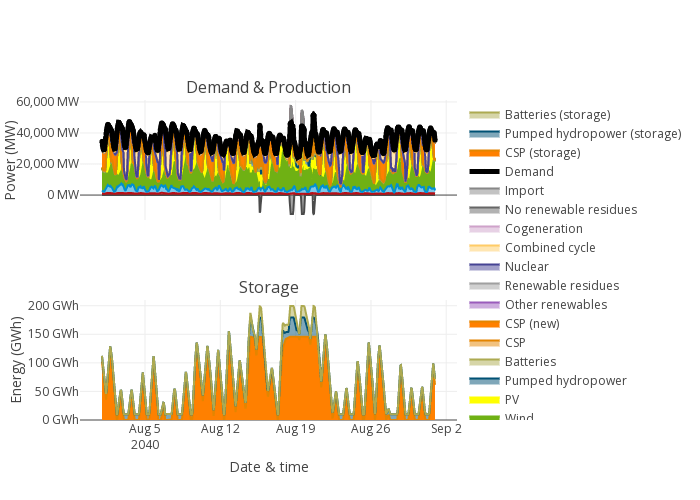 Demand & Production
60,000 MW
40,000 MW
20,000 MW
0 MW
Power (MW)
Storage
200 GWh
150 GWh
100 GWh
50 GWh
0 GWh
Energy (GWh)
Aug 5
2040
Aug 12
Aug 19
Aug 26
Sep 2
Date & time
Batteries (storage)
Pumped hydropower (storage)
CSP (storage)
Demand
Import
No renewable residues
Cogeneration
Combined cycle
Nuclear
Renewable residues
Other renewables
CSP (new)
CSP
Batteries
Pumped hydropower
PV
Wind